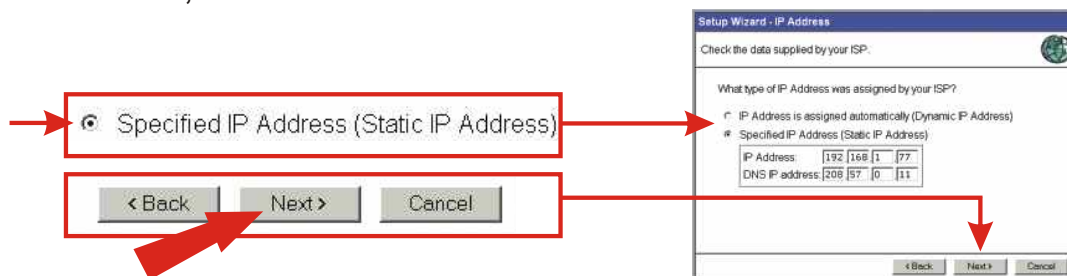 Specified IP Address (Static IP Address)
< Back Next > Cancel
Setup Wizard - IP Address
Check the data supplied by your ISP.
What type of IP Address was assigned by your ISP?
IP Address is assigned automatically (Dynamic IP Address)
Specified IP Address (Static IP Address)
IP Address: 192 168 1 77
DNS IP address: 208 57 0 11
< Back Next > Cancel